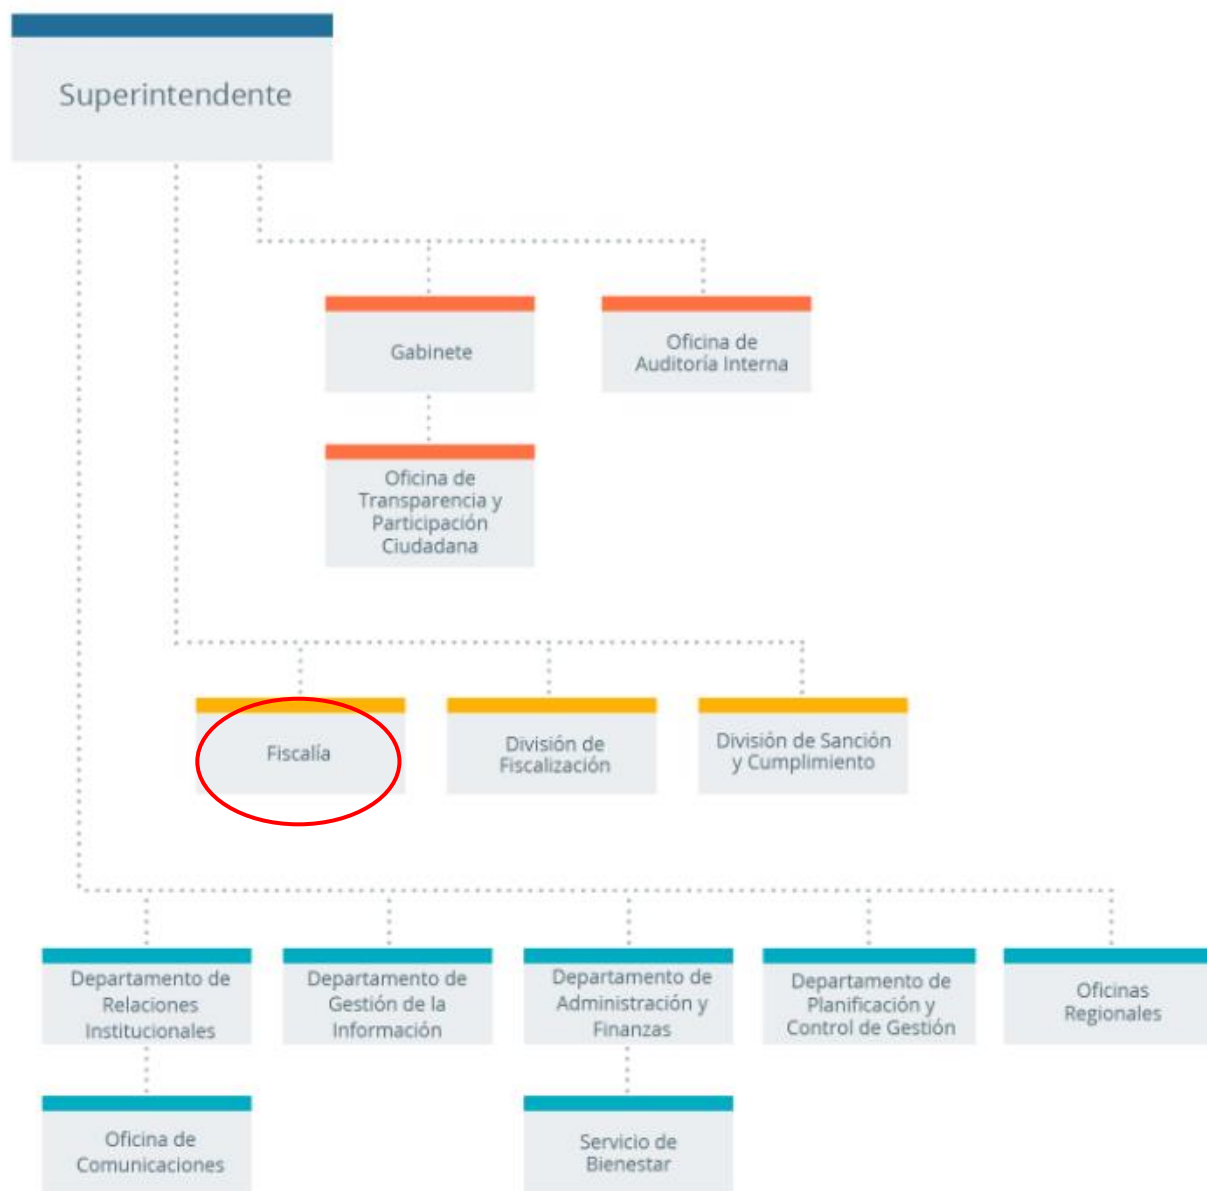 Superintendente
Gabinete
Oficina de
Auditoría Interna
Oficina de
Transparencia y
Participación
Ciudadana
Fiscalía
División de
Fiscalización
División de Sanción
y Cumplimiento
Departamento de
Relaciones
Institucionales
Departamento de
Gestión de la
Información
Departamento de
Administración y
Finanzas
Departamento de
Planificación y
Control de Gestión
Oficinas
Regionales
Oficina de
Comunicaciones
Servicio de
Bienestar